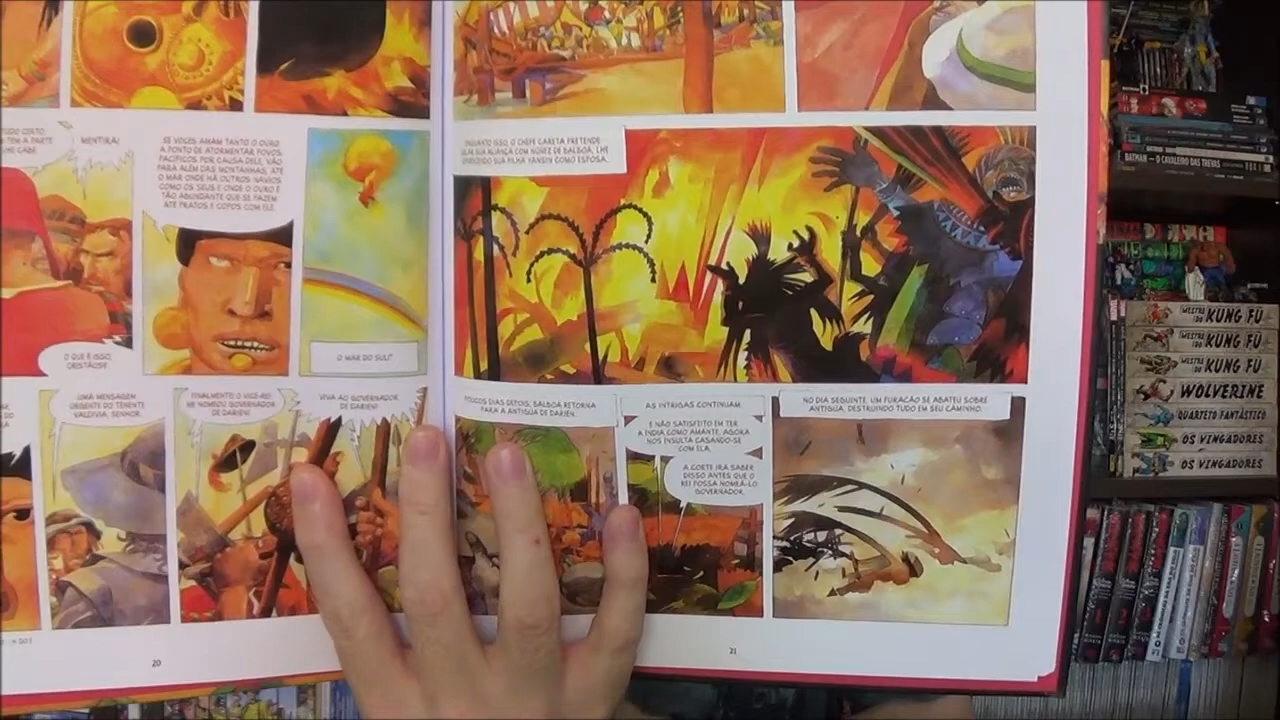 TUDO CORTO,
TEM A PARTE
LHE CABE.
MENTIRA!
SE VOCÊS AMAM TANTO O OURO
A PONTO DE ATORMENTAR POVOS
PACÍFICOS POR CAUSA DELE, VÃO
PARA ALÉM DAS MONTANHAS, ATÉ
O MAR ONDE HÁ OUTROS NAVIOS
COMO OS SEUS E ONDE O OURO É
TÃO ABUNDANTE QUE SE FAZEM
ATÉ PRATOS E COPOS COM ELE.
O QUE É ISSO,
CRISTÃOS?
O MAR DO SUL!"
UMA MENSAGEM
URGENTE DO TENENTE
VALDIVIA, SENHOR.
FINALMENTE! O VICE-REI
ME NOMEOU GOVERNADOR
DE DARIÉN!
VIVA AO GOVERNADOR
DE DARIÉN!
20
ENQUANTO ISSO, O CHEFE CARETA PRETENDE
SUA ALIANÇA COM NÚÑEZ DE BALBOA, LHE
OFERECENDO SUA FILHA YANSIN COMO ESPOSA.
POUCOS DIAS DEPOIS, BALBOA RETORNA
PARA A ANTIGUA DE DARIÉN.
AS INTRIGAS CONTINUAM.
E NÃO SATISFEITO EM TER
A ÍNDIA COMO AMANTE, AGORA
NOS INSULTA CASANDO-SE
COM ELA.
A CORTE IRÁ SABER
DISSO ANTES QUE O
REI POSSA NOMEÁ-LO
GOVERNADOR.
NO DIA SEGUINTE, UM FURACÃO SE ABATEU SOBRE
ANTIGUA, DESTRUINDO TUDO EM SEU CAMINHO.
21
BATMAN — O CAVALEIRO DAS TREVAS
MESTRE DO KUNG FU
MESTRE DO KUNG FU
MESTRE DO KUNG FU
WOLVERINE
QUARTETO FANTÁSTICO
OS VINGADORES
OS VINGADORES